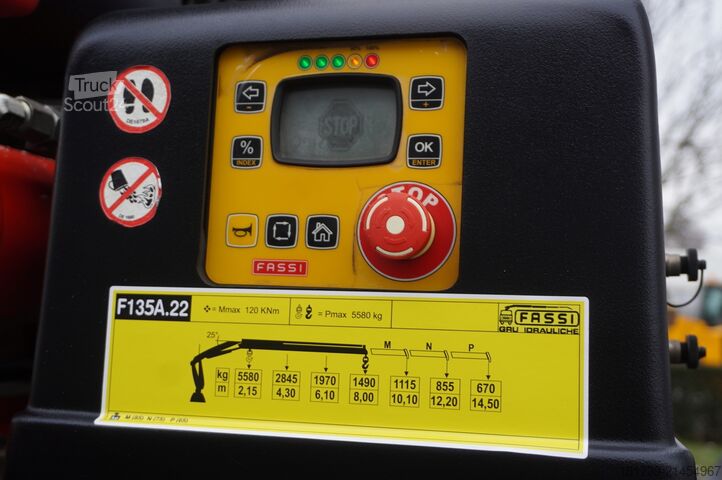 Truck
Scout24
90% 100%
STOP
-
+
%
INDEX
OK
ENTER
STOP
FASSI
F135A.22
= Mmax 120 KNm
= Pmax 5580 kg
FASSI
GRU IDRAULICHE
25°
M N P
kg 5580 2845 1970 1490 1115 855 670
m 2,15 4,30 6,10 8,00 10,10 12,20 14,50